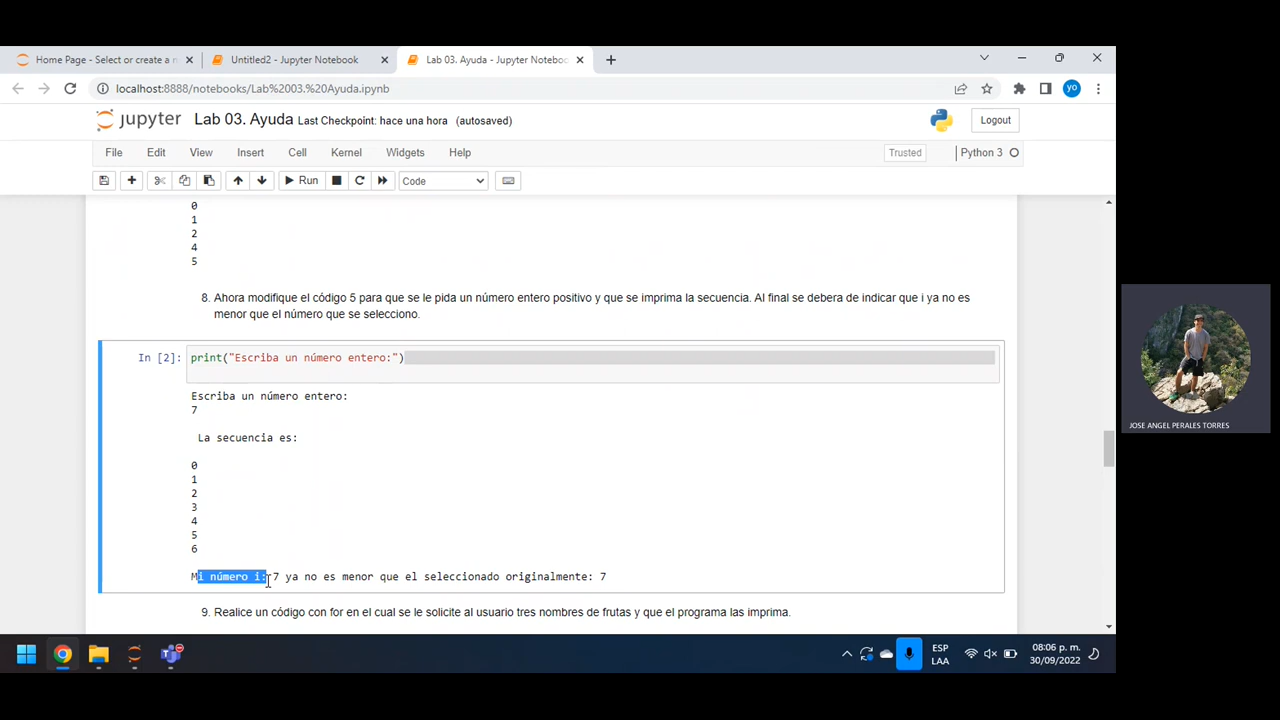 Home Page - Select or create a n
Untitled2 - Jupyter Notebook
Lab 03. Ayuda - Jupyter Notebo
localhost:8888/notebooks/Lab%2003.%20Ayuda.ipynb
yo
jupyter Lab 03. Ayuda Last Checkpoint: hace una hora (autosaved)
Logout
File Edit View Insert Cell Kernel Widgets Help
Trusted
Python 3
Run
Code
0
1
2
4
5
8. Ahora modifique el código 5 para que se le pida un número entero positivo y que se imprima la secuencia. Al final se debera de indicar que i ya no es
menor que el número que se selecciono.
In [2]: print("Escriba un número entero:")
Escriba un número entero:
7
La secuencia es:
0
1
2
3
4
5
6
Mi número i: 7 ya no es menor que el seleccionado originalmente: 7
9. Realice un código con for en el cual se le solicite al usuario tres nombres de frutas y que el programa las imprima.
JOSE ANGEL PERALES TORRES
ESP
LAA
08:06 p. m.
30/09/2022